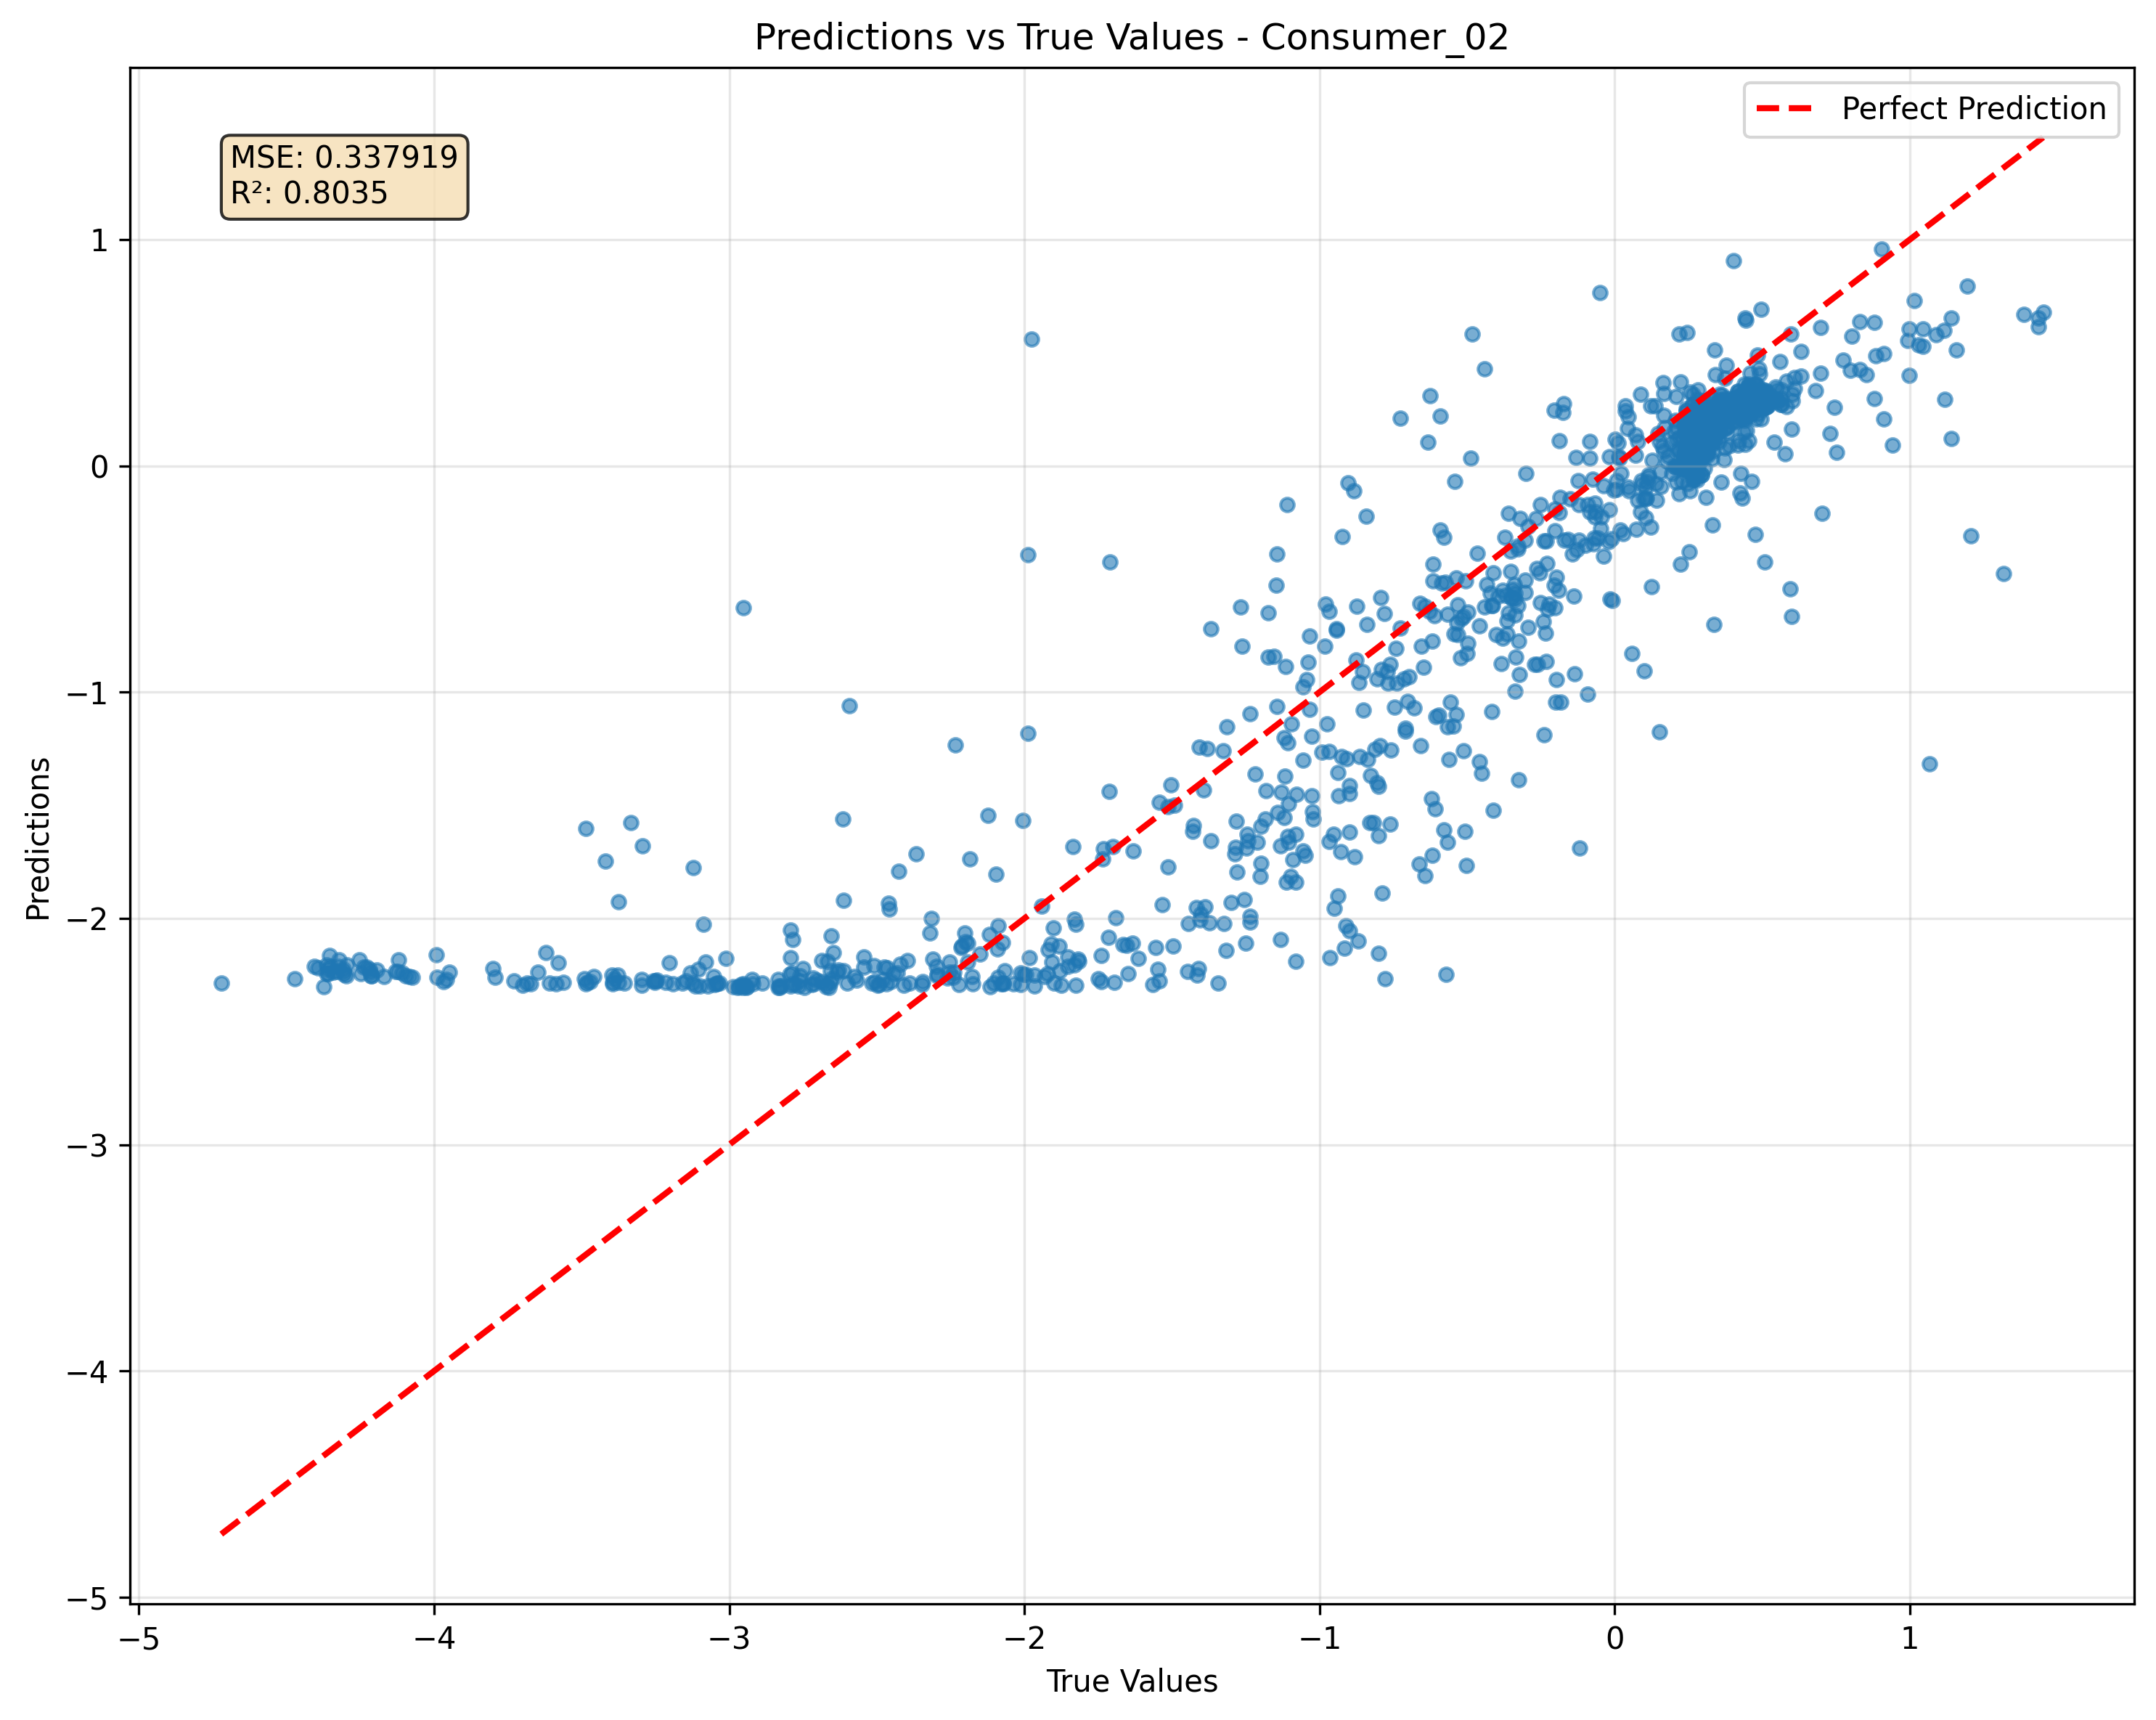 Predictions vs True Values - Consumer_02
Perfect Prediction
MSE: 0.337919
R²: 0.8035
1
0
−1
−2
−3
−4
−5
Predictions
−5 −4 −3 −2 −1 0 1
True Values